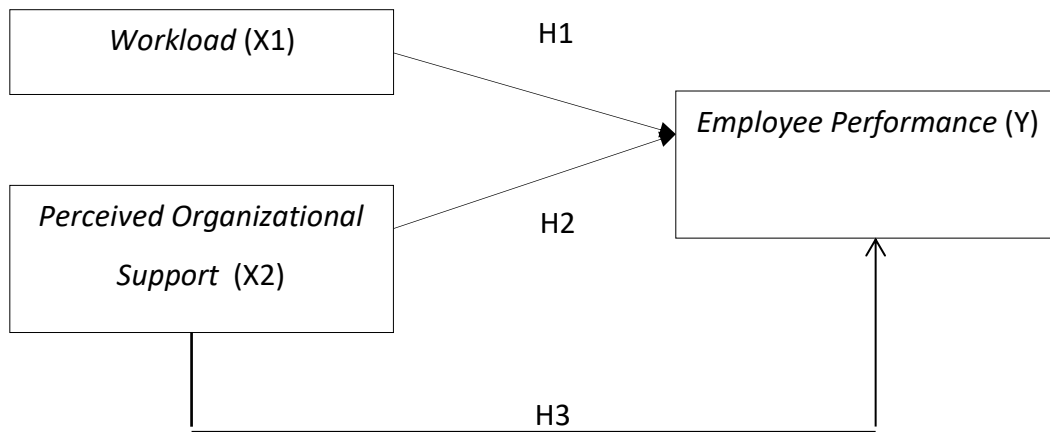 Workload (X1)
H1
Employee Performance (Y)
Perceived Organizational
Support (X2)
H2
H3